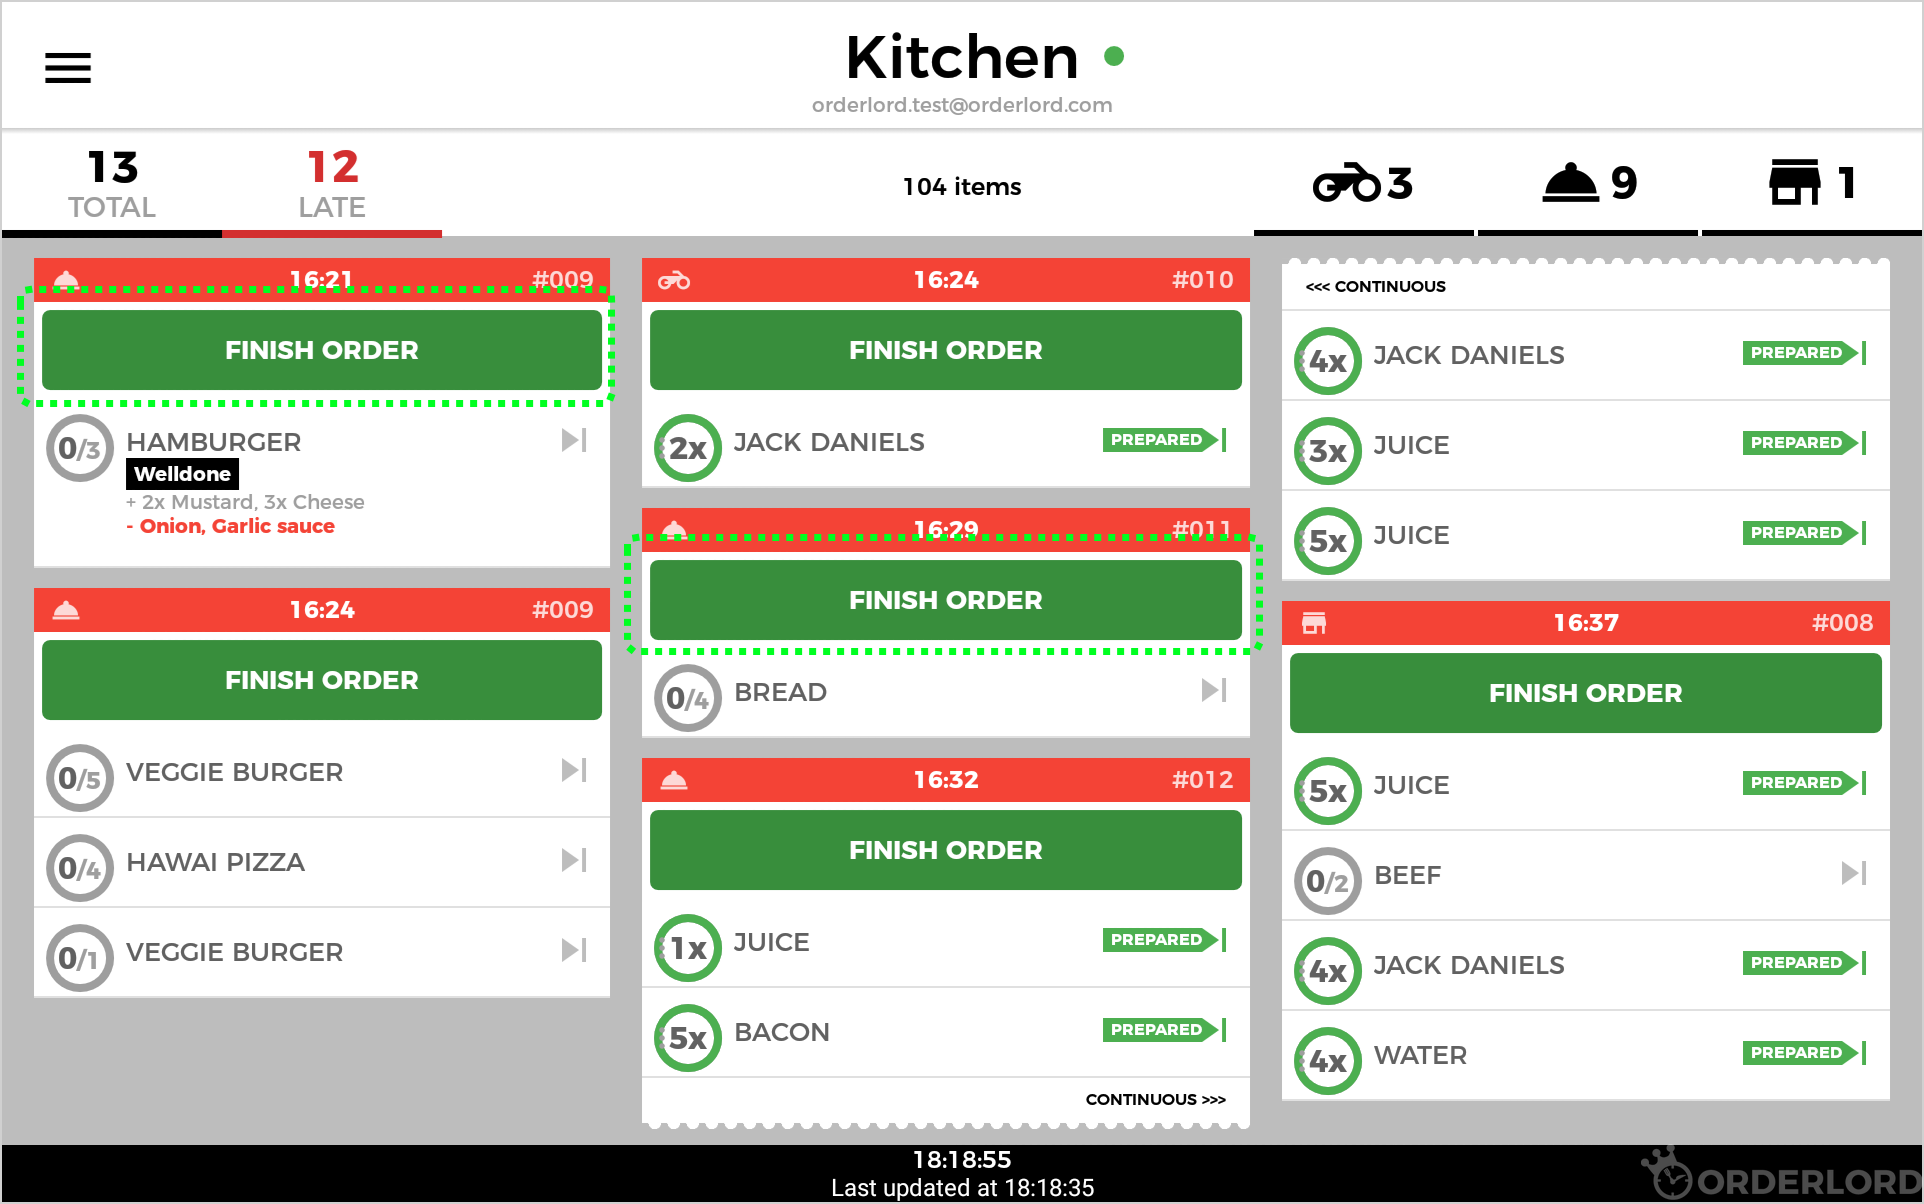 Kitchen
orderlord.test@orderlord.com
13
TOTAL
12
LATE
104 items
3
9
1
16:21 #009
FINISH ORDER
0/3 HAMBURGER
Welldone
+ 2x Mustard, 3x Cheese
- Onion, Garlic sauce
16:24 #009
FINISH ORDER
0/5 VEGGIE BURGER
0/4 HAWAI PIZZA
0/1 VEGGIE BURGER
16:24 #010
FINISH ORDER
2x JACK DANIELS PREPARED
16:29 #011
FINISH ORDER
0/4 BREAD
16:32 #012
FINISH ORDER
1x JUICE PREPARED
5x BACON PREPARED
CONTINUOUS >>>
<<< CONTINUOUS
4x JACK DANIELS PREPARED
3x JUICE PREPARED
5x JUICE PREPARED
16:37 #008
FINISH ORDER
5x JUICE PREPARED
0/2 BEEF
4x JACK DANIELS PREPARED
4x WATER PREPARED
18:18:55
Last updated at 18:18:35
ORDERLORD